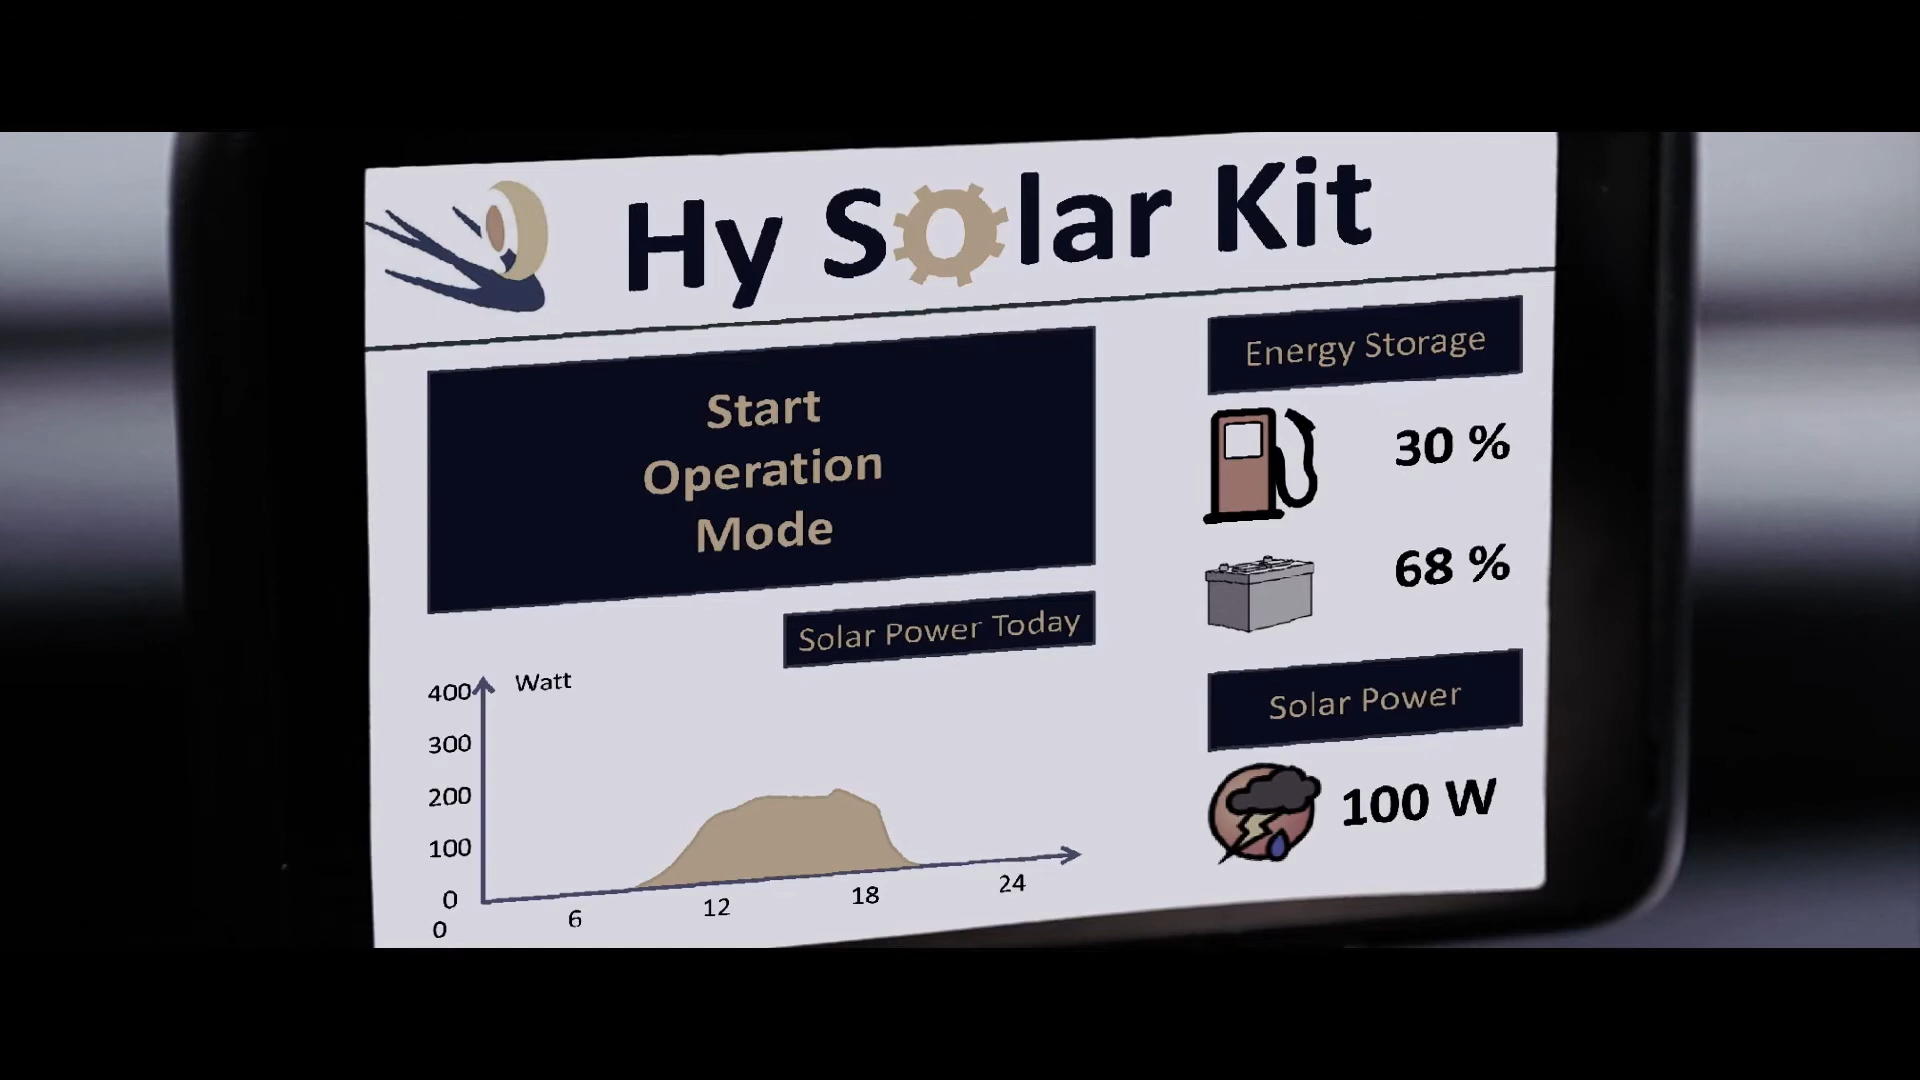 Hy Solar Kit
Start
Operation
Mode
Energy Storage
30 %
68 %
Solar Power Today
Solar Power
100 W
Watt
400
300
200
100
0
0
6
12
18
24